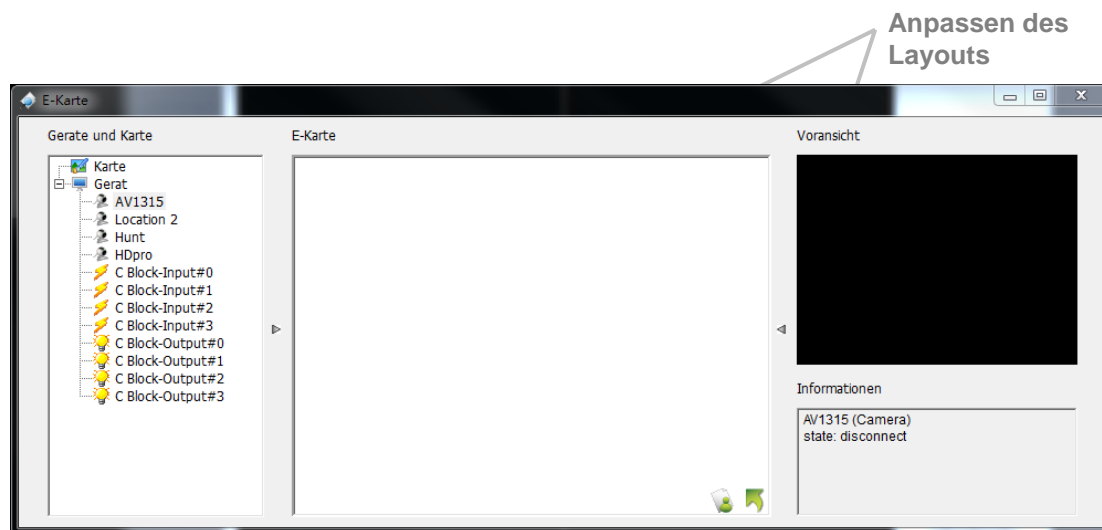 Anpassen des
Layouts
E-Karte
Gerate und Karte
E-Karte
Voransicht
Karte
Gerat
AV1315
Location 2
Hunt
HDpro
C Block-Input#0
C Block-Input#1
C Block-Input#2
C Block-Input#3
C Block-Output#0
C Block-Output#1
C Block-Output#2
C Block-Output#3
Informationen
AV1315 (Camera)
state: disconnect